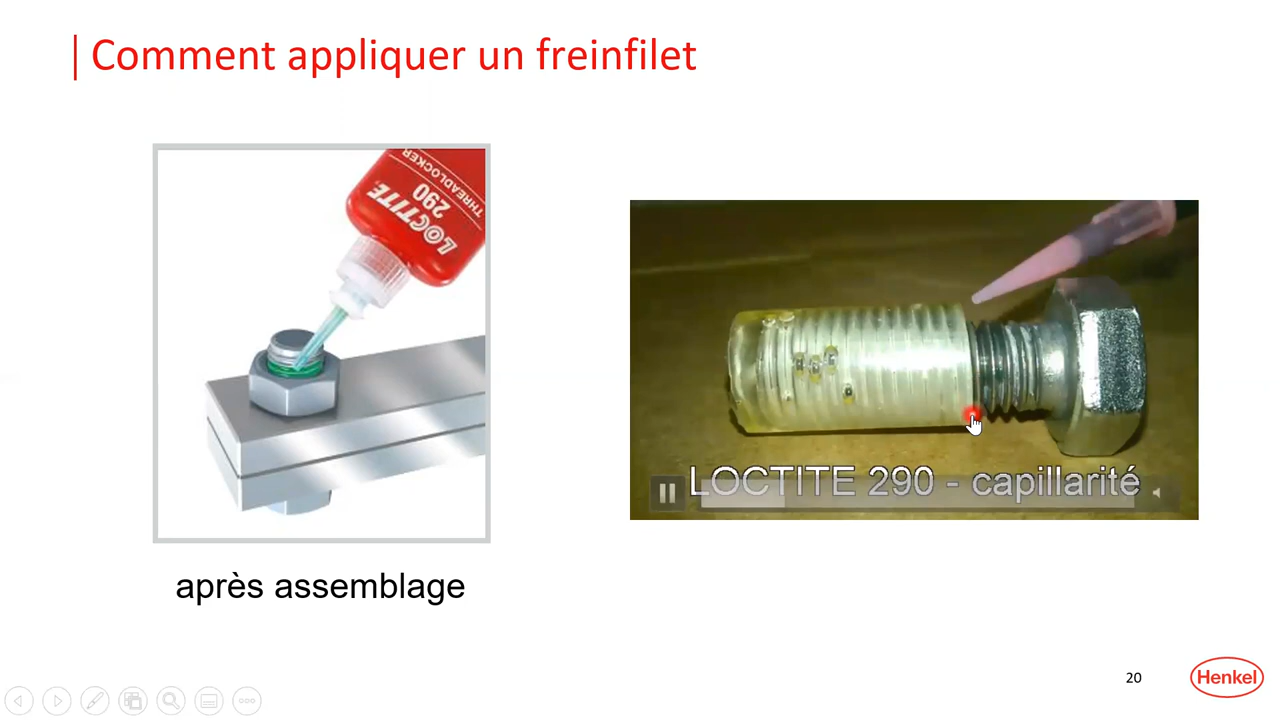 Comment appliquer un freinfilet
LOCTITE
290
THREADLOCKER
LOCTITE 290 - capillarité
après assemblage
20
Henkel